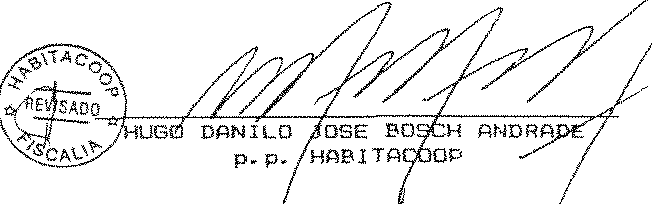 HABITACOOP
REVISADO
FISCALIA
HUGO DANILO JOSE BOSCH ANDRADE
p.p. HABITACOOP